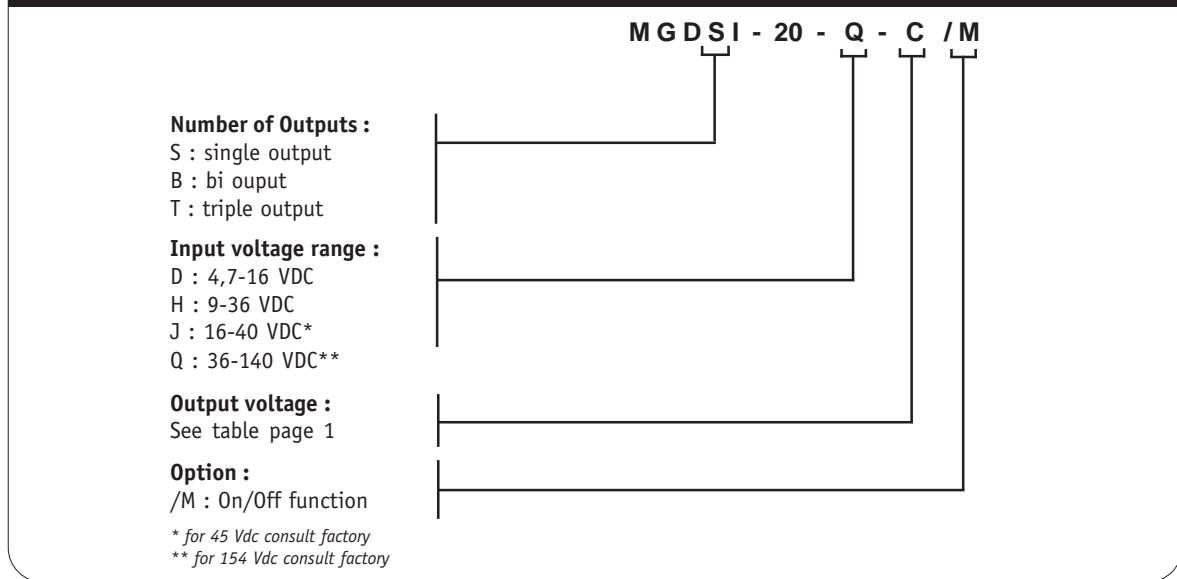 MGDSI - 20 - Q - C /M
Number of Outputs :
S : single output
B : bi ouput
T : triple output
Input voltage range :
D : 4,7-16 VDC
H : 9-36 VDC
J : 16-40 VDC*
Q : 36-140 VDC**
Output voltage :
See table page 1
Option :
/M : On/Off function
* for 45 Vdc consult factory
** for 154 Vdc consult factory